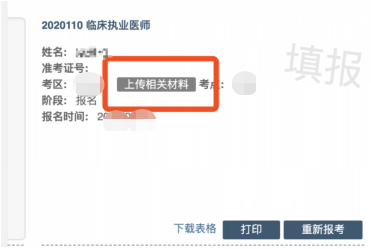 2020110 临床执业医师
姓名：
填报
准考证号：
考区： 上传相关材料 考点：
阶段： 报名
报名时间： 2
下载表格 打印 重新报考